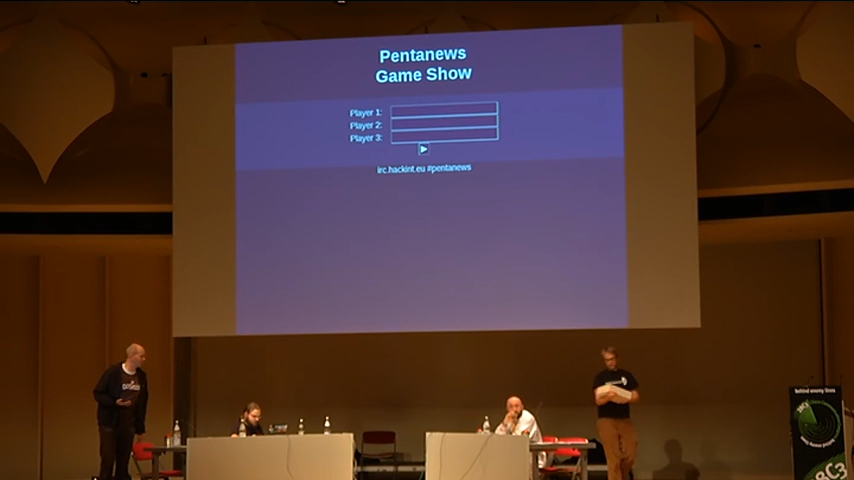 Pentanews
Game Show
Player 1:
Player 2:
Player 3:
irc.hackint.eu #pentanews
behind enemy lines